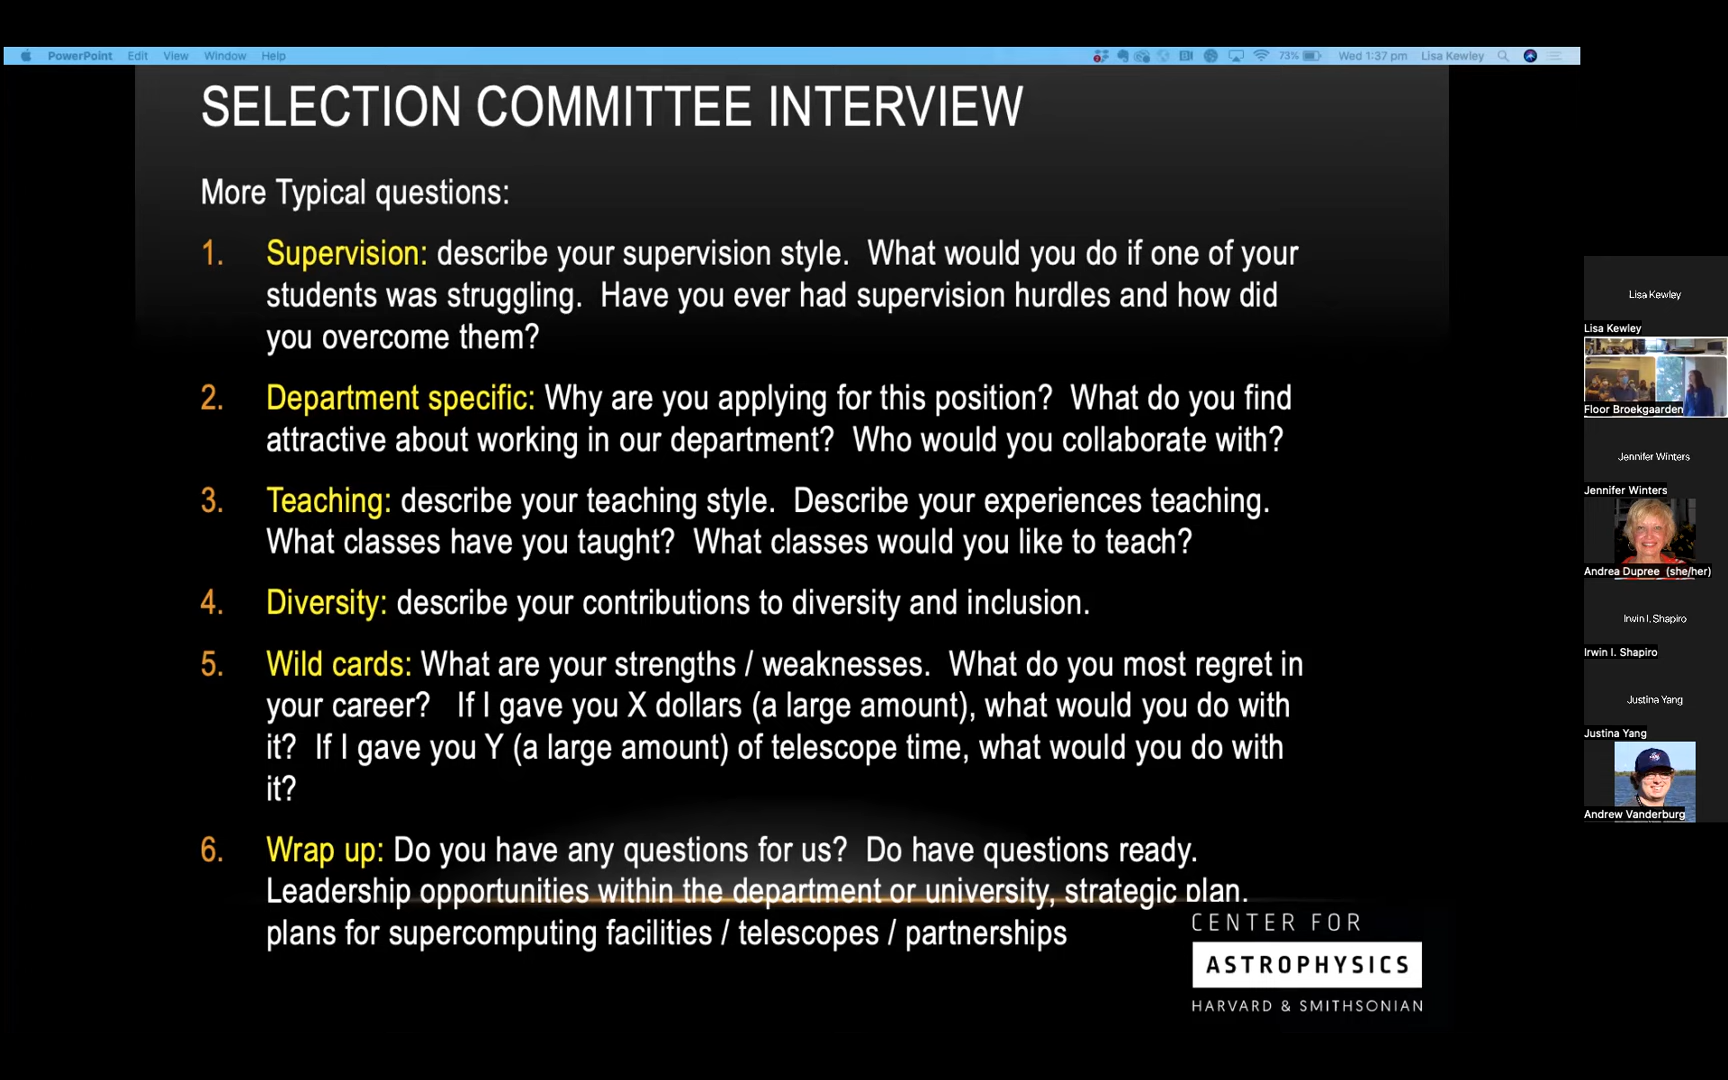 PowerPoint Edit View Window Help 73% Wed 1:37 pm Lisa Kewley
SELECTION COMMITTEE INTERVIEW
More Typical questions:
1. Supervision: describe your supervision style. What would you do if one of your
students was struggling. Have you ever had supervision hurdles and how did
you overcome them?
2. Department specific: Why are you applying for this position? What do you find
attractive about working in our department? Who would you collaborate with?
3. Teaching: describe your teaching style. Describe your experiences teaching.
What classes have you taught? What classes would you like to teach?
4. Diversity: describe your contributions to diversity and inclusion.
5. Wild cards: What are your strengths / weaknesses. What do you most regret in
your career? If I gave you X dollars (a large amount), what would you do with
it? If I gave you Y (a large amount) of telescope time, what would you do with
it?
6. Wrap up: Do you have any questions for us? Do have questions ready.
Leadership opportunities within the department or university, strategic plan.
plans for supercomputing facilities / telescopes / partnerships
CENTER FOR
ASTROPHYSICS
HARVARD & SMITHSONIAN
Lisa Kewley
Lisa Kewley
Floor Broekgaarden
Jennifer Winters
Jennifer Winters
Andrea Dupree (she/her)
Irwin I. Shapiro
Irwin I. Shapiro
Justina Yang
Justina Yang
Andrew Vanderburg